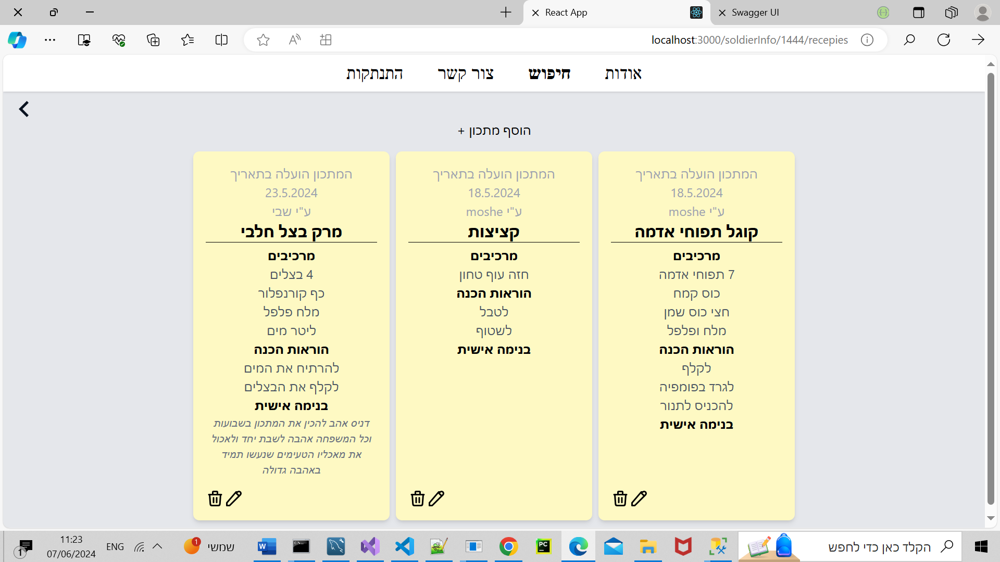 React App
Swagger UI
localhost:3000/soldierInfo/1444/recepies
אודות
חיפוש
צור קשר
התנתקות
הוסף מתכון +
המתכון הועלה בתאריך
18.5.2024
ע"י moshe
קוגל תפוחי אדמה
מרכיבים
7 תפוחי אדמה
כוס קמח
חצי כוס שמן
מלח ופלפל
הוראות הכנה
לקלף
לגרד בפומפיה
להכניס לתנור
בנימה אישית
המתכון הועלה בתאריך
18.5.2024
ע"י moshe
קציצות
מרכיבים
חזה עוף טחון
הוראות הכנה
לטבל
לשטוף
בנימה אישית
המתכון הועלה בתאריך
23.5.2024
ע"י שבי
מרק בצל חלבי
מרכיבים
4 בצלים
כף קורנפלור
מלח פלפל
ליטר מים
הוראות הכנה
להרתיח את המים
לקלף את הבצלים
בנימה אישית
דניס אהב להכין את המתכון בשבועות
וכל המשפחה אהבה לשבת יחד ולאכול
את מאכליו הטעימים שנעשו תמיד
באהבה גדולה
הקלד כאן כדי לחפש
PC
W
שמשי
1
ENG
11:23
07/06/2024
1